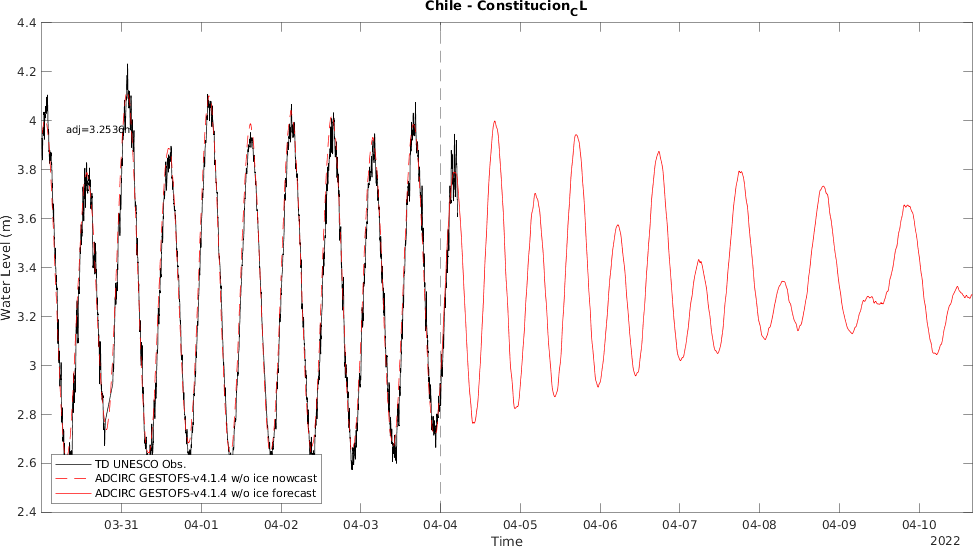 Chile - Constitucion_CL
4.4
4.2
4
3.8
3.6
3.4
3.2
3
2.8
2.6
2.4
Water Level (m)
adj=3.2536m
TD UNESCO Obs.
ADCIRC GESTOFS-v4.1.4 w/o ice nowcast
ADCIRC GESTOFS-v4.1.4 w/o ice forecast
03-31 04-01 04-02 04-03 04-04 04-05 04-06 04-07 04-08 04-09 04-10
Time
2022